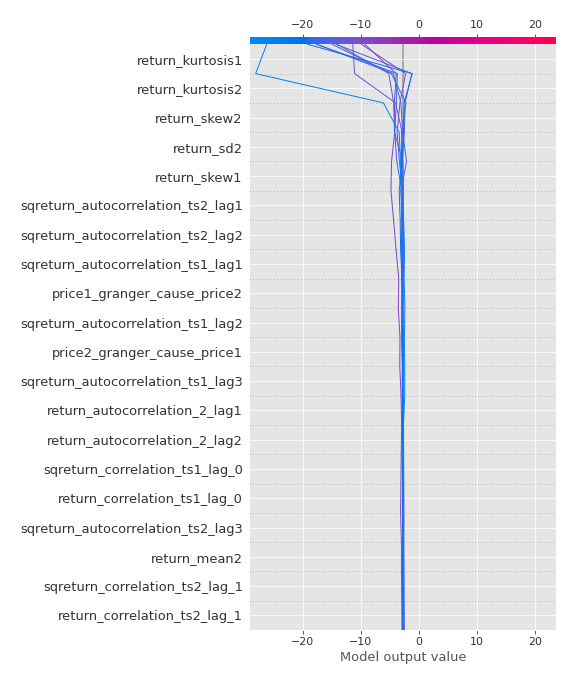 −20 −10 0 10 20
return_kurtosis1
return_kurtosis2
return_skew2
return_sd2
return_skew1
sqreturn_autocorrelation_ts2_lag1
sqreturn_autocorrelation_ts2_lag2
sqreturn_autocorrelation_ts1_lag1
price1_granger_cause_price2
sqreturn_autocorrelation_ts1_lag2
price2_granger_cause_price1
sqreturn_autocorrelation_ts1_lag3
return_autocorrelation_2_lag1
return_autocorrelation_2_lag2
sqreturn_correlation_ts1_lag_0
return_correlation_ts1_lag_0
sqreturn_autocorrelation_ts2_lag3
return_mean2
sqreturn_correlation_ts2_lag_1
return_correlation_ts2_lag_1
−20 −10 0 10 20
Model output value